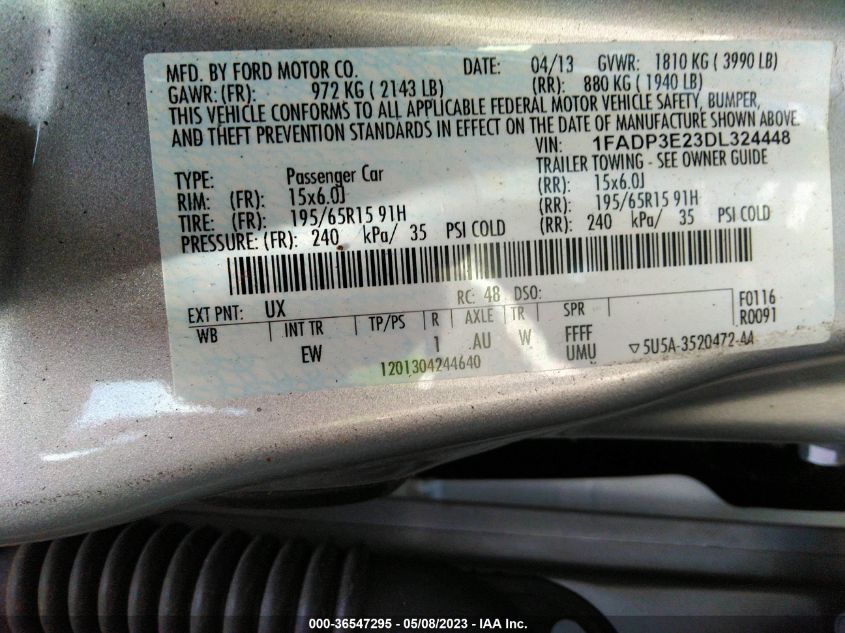 MFD. BY FORD MOTOR CO. DATE: 04/13 GVWR: 1810 KG ( 3990 LB)
GAWR: (FR): 972 KG ( 2143 LB) (RR): 880 KG ( 1940 LB)
THIS VEHICLE CONFORMS TO ALL APPLICABLE FEDERAL MOTOR VEHICLE SAFETY, BUMPER,
AND THEFT PREVENTION STANDARDS IN EFFECT ON THE DATE OF MANUFACTURE SHOWN ABOVE.
VIN: 1FADP3E23DL324448
TRAILER TOWING - SEE OWNER GUIDE
TYPE: Passenger Car
RIM: (FR): 15x6.0J (RR): 15x6.0J
TIRE: (FR): 195/65R15 91H (RR): 195/65R15 91H
PRESSURE: (FR): 240 kPa/ 35 PSI COLD (RR): 240 kPa/ 35 PSI COLD
EXT PNT: UX RC: 48 DSO: F0116
WB INT TR TP/PS R AXLE TR SPR R0091
EW 1 AU W FFFF
1201304244640 UMU ▽ 5U5A-3520472-AA
000-36547295 - 05/08/2023 - IAA Inc.